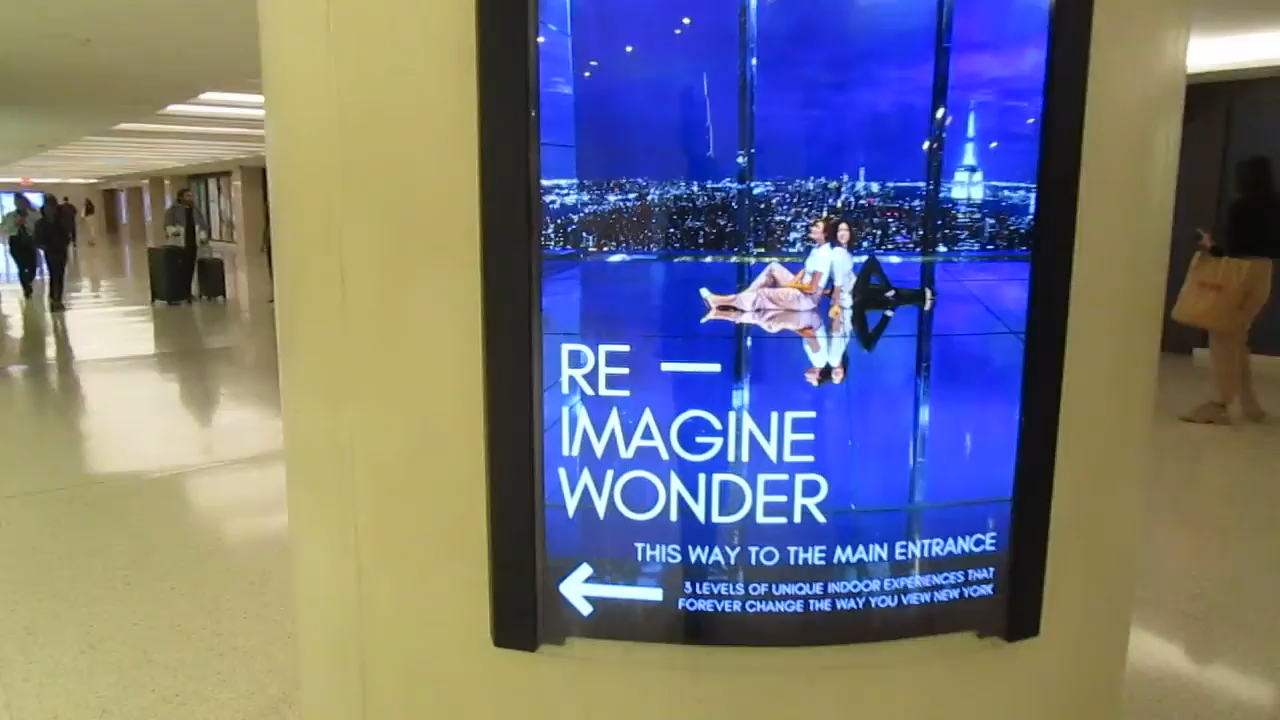 RE —
IMAGINE
WONDER
THIS WAY TO THE MAIN ENTRANCE
3 LEVELS OF UNIQUE INDOOR EXPERIENCES THAT
FOREVER CHANGE THE WAY YOU VIEW NEW YORK